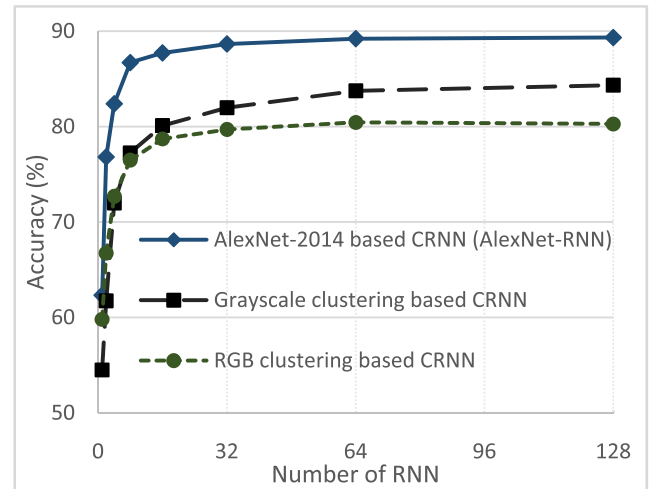 90
80
70
60
50
Accuracy (%)
AlexNet-2014 based CRNN (AlexNet-RNN)
Grayscale clustering based CRNN
RGB clustering based CRNN
0 32 64 96 128
Number of RNN